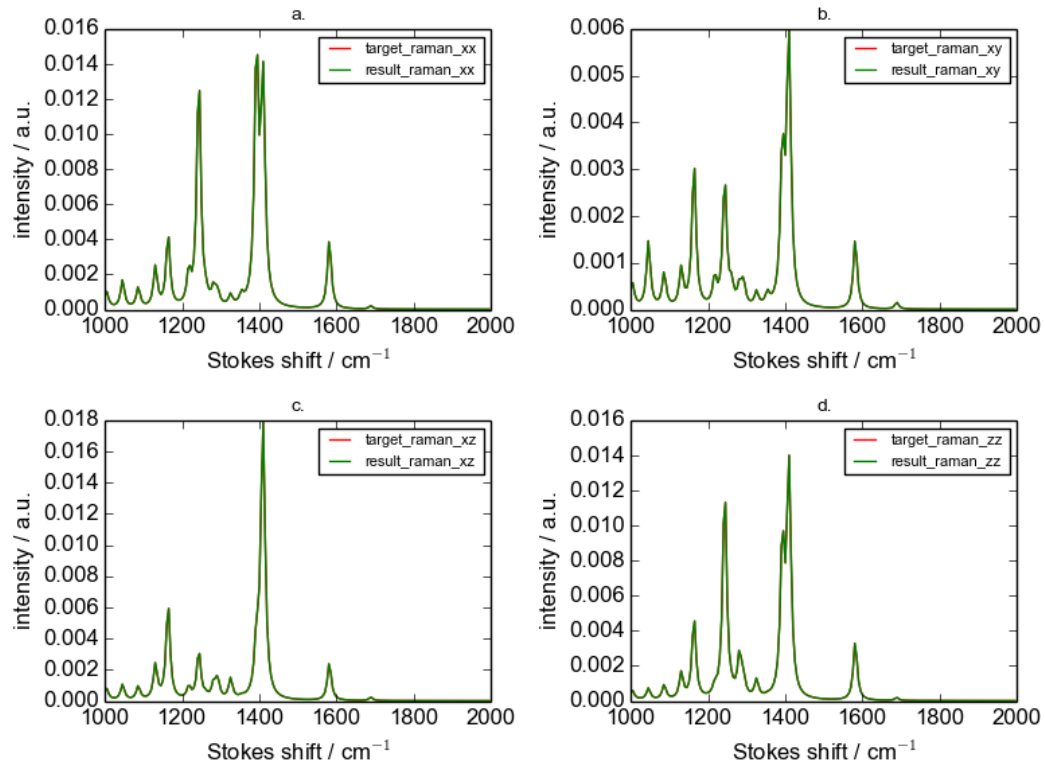 a.
0.016
0.014
0.012
0.010
0.008
0.006
0.004
0.002
0.000
intensity / a.u.
target_raman_xx
result_raman_xx
1000 1200 1400 1600 1800 2000
Stokes shift / cm⁻¹
b.
0.006
0.005
0.004
0.003
0.002
0.001
0.000
intensity / a.u.
target_raman_xy
result_raman_xy
1000 1200 1400 1600 1800 2000
Stokes shift / cm⁻¹
c.
0.018
0.016
0.014
0.012
0.010
0.008
0.006
0.004
0.002
0.000
intensity / a.u.
target_raman_xz
result_raman_xz
1000 1200 1400 1600 1800 2000
Stokes shift / cm⁻¹
d.
0.016
0.014
0.012
0.010
0.008
0.006
0.004
0.002
0.000
intensity / a.u.
target_raman_zz
result_raman_zz
1000 1200 1400 1600 1800 2000
Stokes shift / cm⁻¹